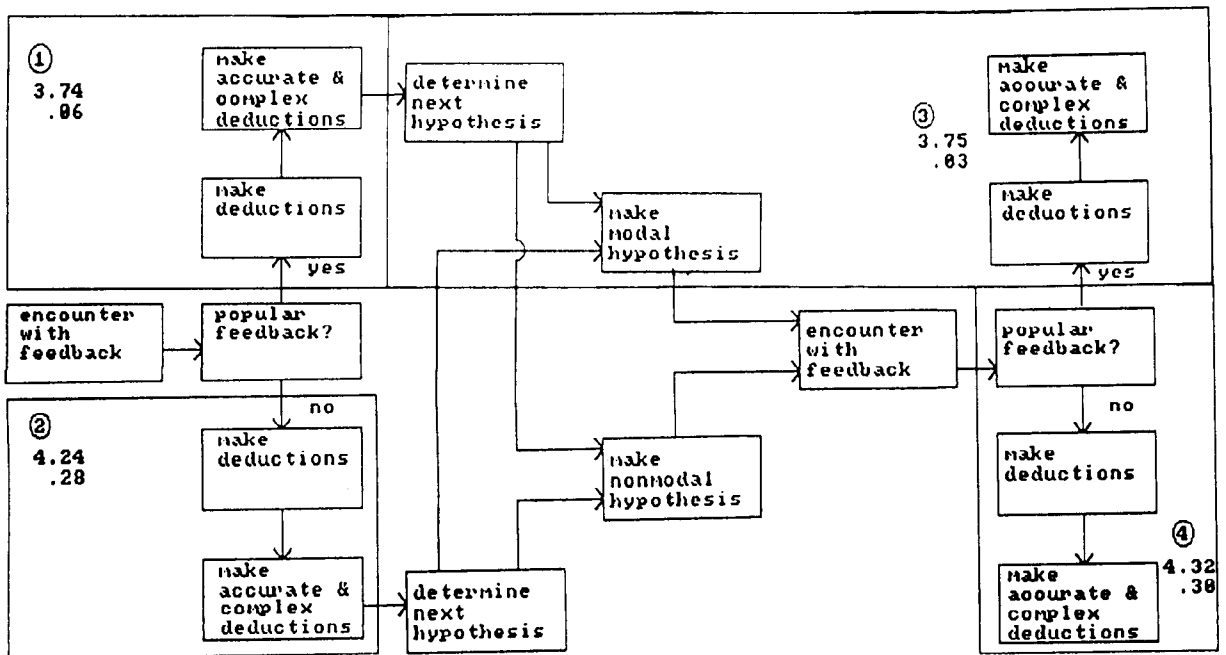 ①
3.74
.06
make
accurate &
complex
deductions
determine
next
hypothesis
make
deductions
yes
make
modal
hypothesis
③
3.75
.03
make
accurate &
complex
deductions
make
deductions
yes
encounter
with
feedback
popular
feedback?
no
encounter
with
feedback
popular
feedback?
no
②
4.24
.28
make
deductions
make
accurate &
complex
deductions
determine
next
hypothesis
make
nonmodal
hypothesis
make
deductions
④
4.32
.30
make
accurate &
complex
deductions